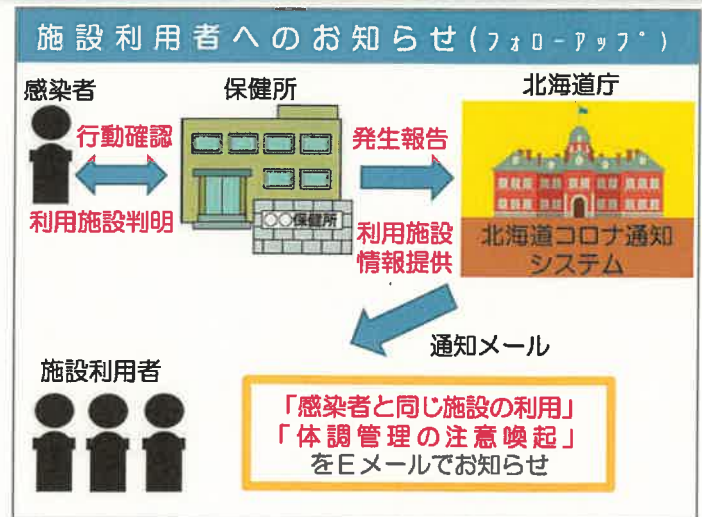 施設利用者へのお知らせ(フォローアップ)
感染者
保健所
北海道庁
行動確認
発生報告
利用施設判明
○○保健所
利用施設
情報提供
北海道コロナ通知
システム
通知メール
施設利用者
「感染者と同じ施設の利用」
「体調管理の注意喚起」
をEメールでお知らせ